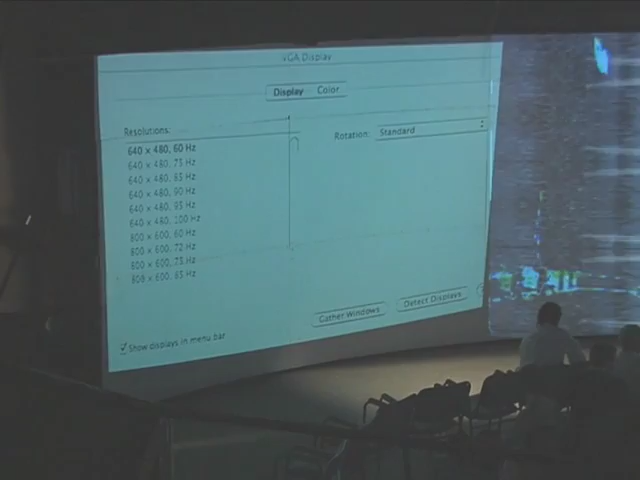 VGA Display
Display Color
Resolutions:
Rotation: Standard
640 x 480, 60 Hz
640 x 480, 75 Hz
640 x 480, 85 Hz
640 x 480, 90 Hz
640 x 480, 95 Hz
640 x 480, 100 Hz
800 x 600, 60 Hz
800 x 600, 72 Hz
800 x 600, 75 Hz
800 x 600, 85 Hz
Gather Windows
Detect Displays
Show displays in menu bar